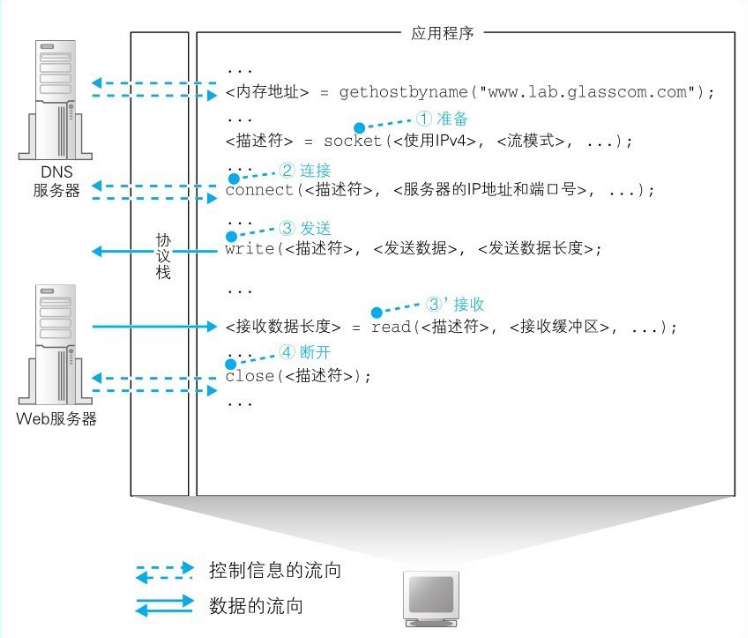 应用程序
...
<内存地址> = gethostbyname("www.lab.glasscom.com");
...
① 准备
<描述符> = socket(<使用IPv4>, <流模式>, ...);
...
② 连接
connect(<描述符>, <服务器的IP地址和端口号>, ...);
...
③ 发送
write(<描述符>, <发送数据>, <发送数据长度>;
...
③' 接收
<接收数据长度> = read(<描述符>, <接收缓冲区>, ...);
...
④ 断开
close(<描述符>);
...
DNS
服务器
协议栈
Web服务器
控制信息的流向
数据的流向